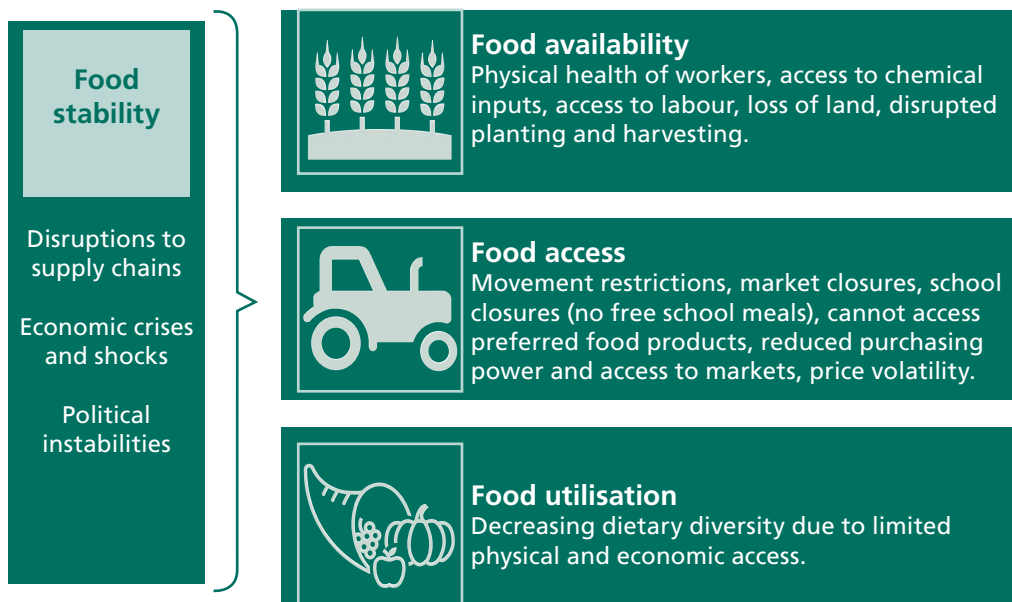 Food
stability
Disruptions to
supply chains
Economic crises
and shocks
Political
instabilities
Food availability
Physical health of workers, access to chemical
inputs, access to labour, loss of land, disrupted
planting and harvesting.
Food access
Movement restrictions, market closures, school
closures (no free school meals), cannot access
preferred food products, reduced purchasing
power and access to markets, price volatility.
Food utilisation
Decreasing dietary diversity due to limited
physical and economic access.